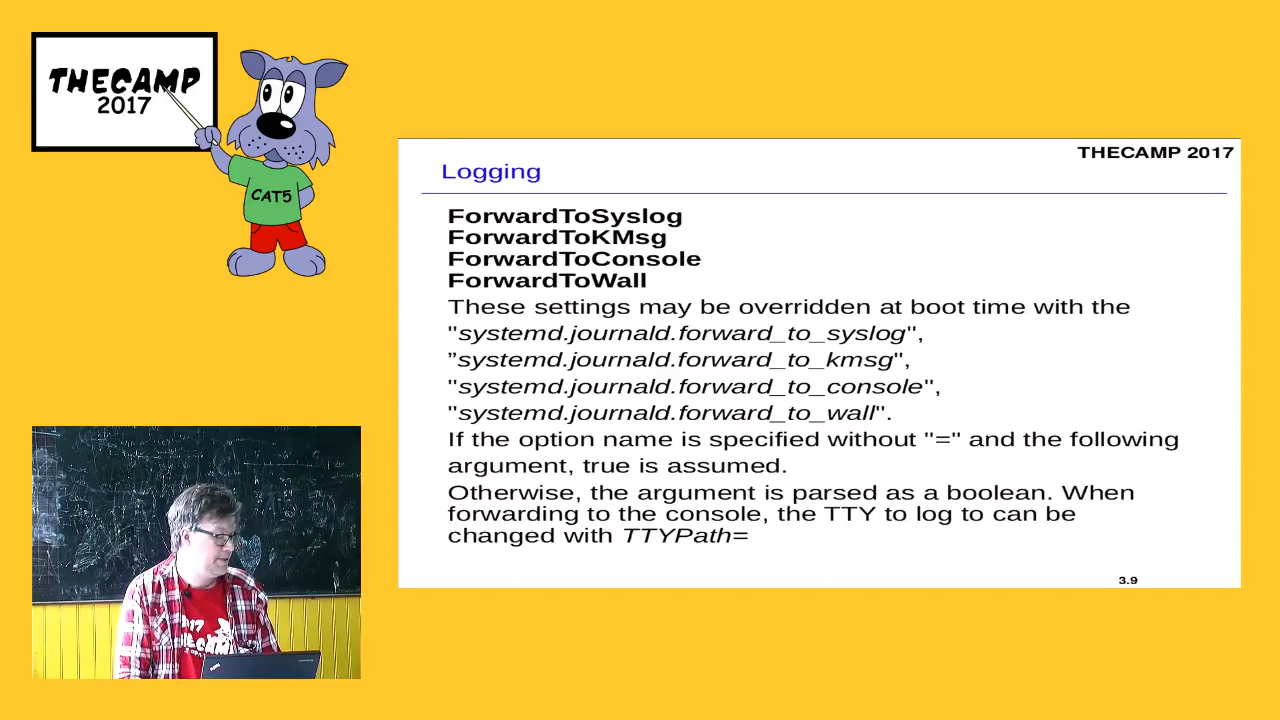 THECAMP
2017
CAT5
THECAMP 2017
Logging
ForwardToSyslog
ForwardToKMsg
ForwardToConsole
ForwardToWall
These settings may be overridden at boot time with the
"systemd.journald.forward_to_syslog",
”systemd.journald.forward_to_kmsg",
"systemd.journald.forward_to_console",
"systemd.journald.forward_to_wall".
If the option name is specified without "=" and the following
argument, true is assumed.
Otherwise, the argument is parsed as a boolean. When
forwarding to the console, the TTY to log to can be
changed with TTYPath=
3.9